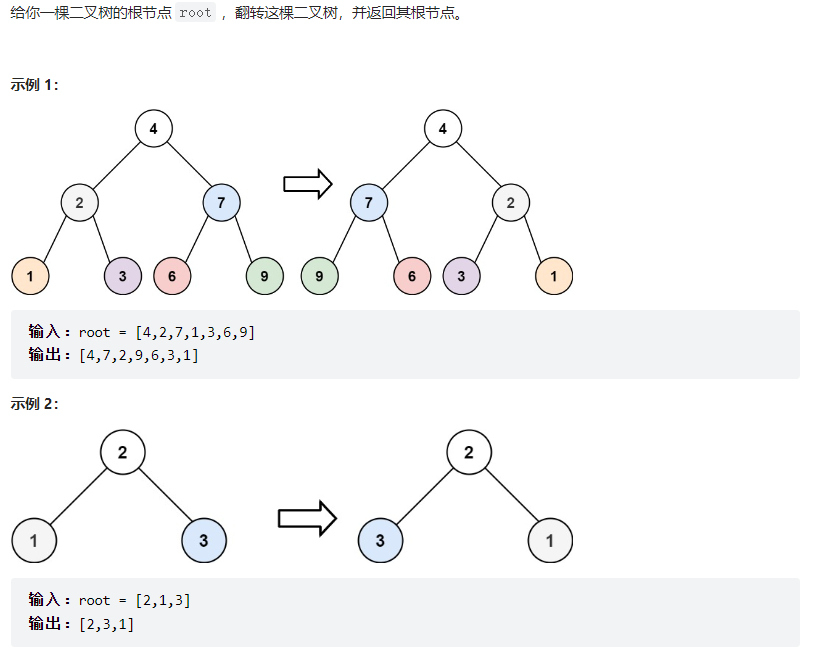 给你一棵二叉树的根节点 root ，翻转这棵二叉树，并返回其根节点。
示例 1：
4 4
2 7 7 2
1 3 6 9 9 6 3 1
输入：root = [4,2,7,1,3,6,9]
输出：[4,7,2,9,6,3,1]
示例 2：
2 2
1 3 3 1
输入：root = [2,1,3]
输出：[2,3,1]